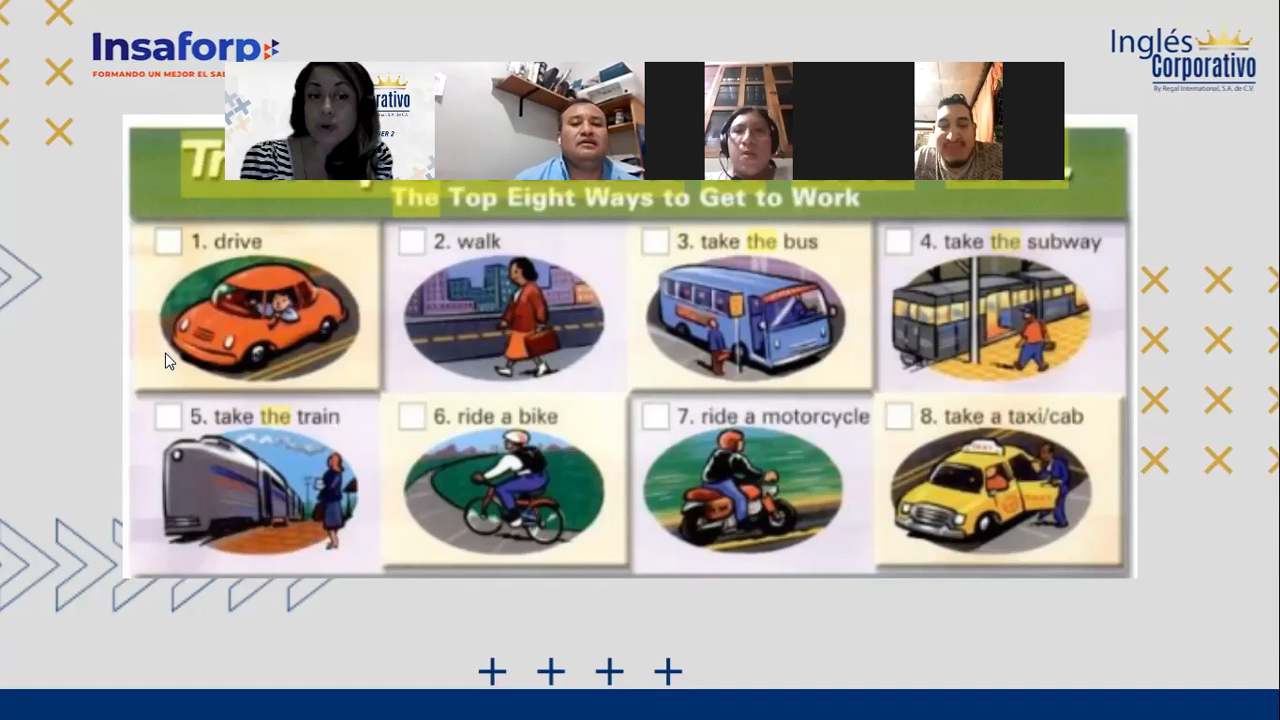 Insaforp
FORMANDO UN MEJOR EL SAL
Inglés
Corporativo
By Regal International, S.A. de C.V.
The Top Eight Ways to Get to Work
1. drive
2. walk
3. take the bus
4. take the subway
5. take the train
6. ride a bike
7. ride a motorcycle
8. take a taxi/cab